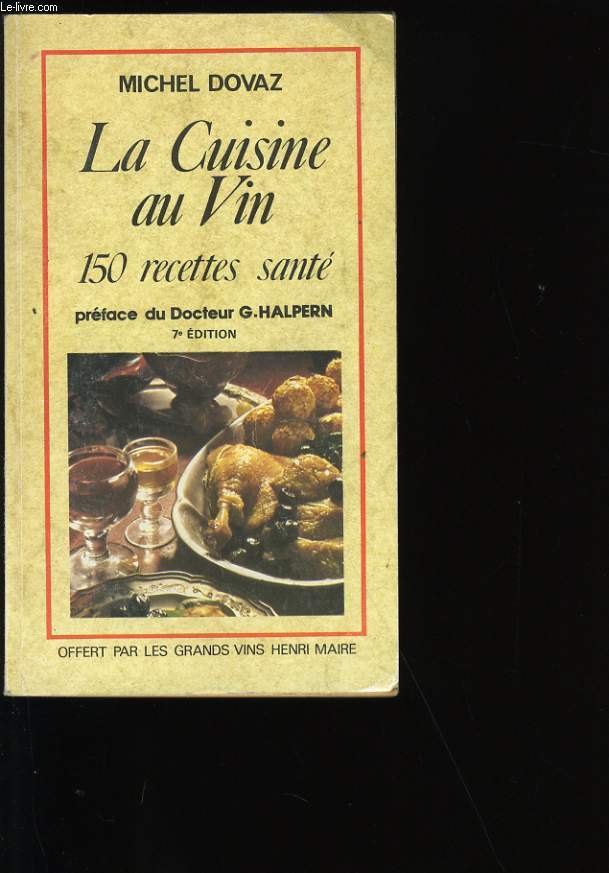 Le-livre.com
MICHEL DOVAZ
La Cuisine
au Vin
150 recettes santé
préface du Docteur G.HALPERN
7e ÉDITION
OFFERT PAR LES GRANDS VINS HENRI MAIRE